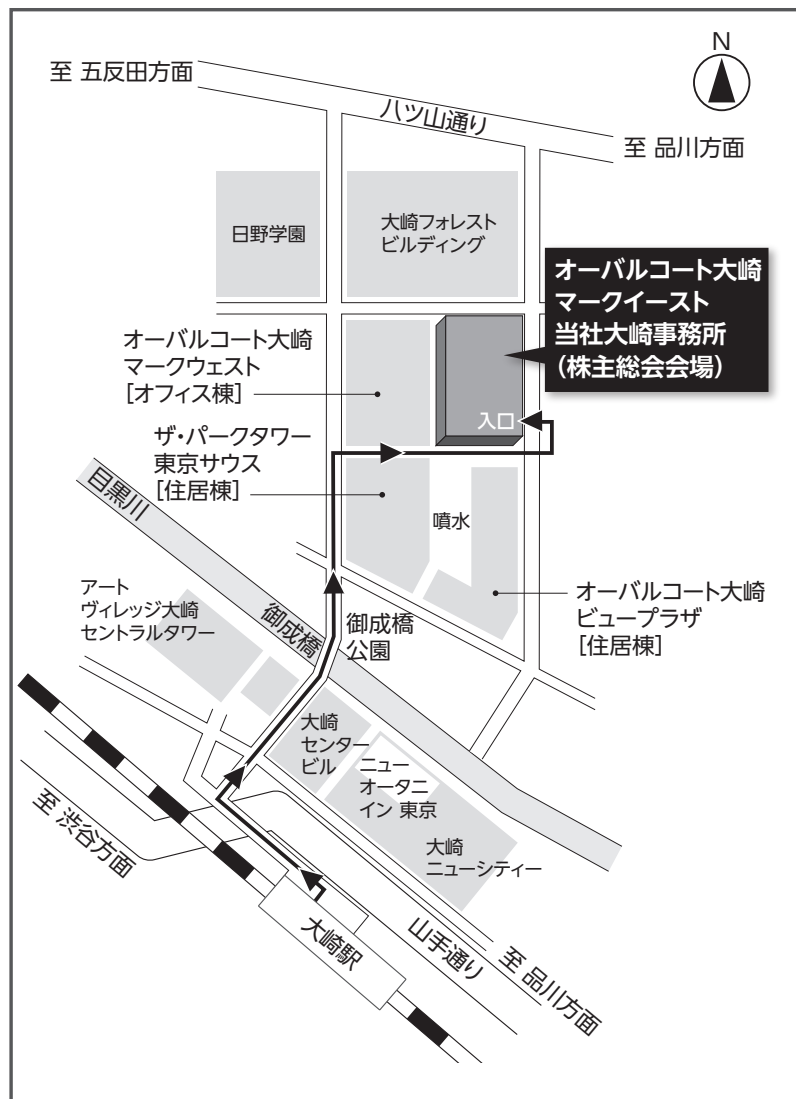 N
至 五反田方面
八ツ山通り
至 品川方面
日野学園
大崎フォレスト
ビルディング
オーバルコート大崎
マークイースト
当社大崎事務所
（株主総会会場）
オーバルコート大崎
マークウェスト
［オフィス棟］
入口
ザ・パークタワー
東京サウス
［住居棟］
目黒川
噴水
アート
ヴィレッジ大崎
セントラルタワー
御成橋
御成橋
公園
オーバルコート大崎
ビュープラザ
［住居棟］
大崎
センター
ビル
ニュー
オータニ
イン 東京
大崎
ニューシティー
至 渋谷方面
大崎駅
山手通り
至 品川方面